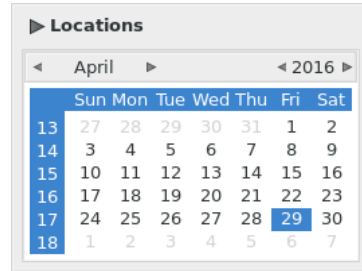 Locations
April 2016
Sun Mon Tue Wed Thu Fri Sat
13 27 28 29 30 31 1 2
14 3 4 5 6 7 8 9
15 10 11 12 13 14 15 16
16 17 18 19 20 21 22 23
17 24 25 26 27 28 29 30
18 1 2 3 4 5 6 7